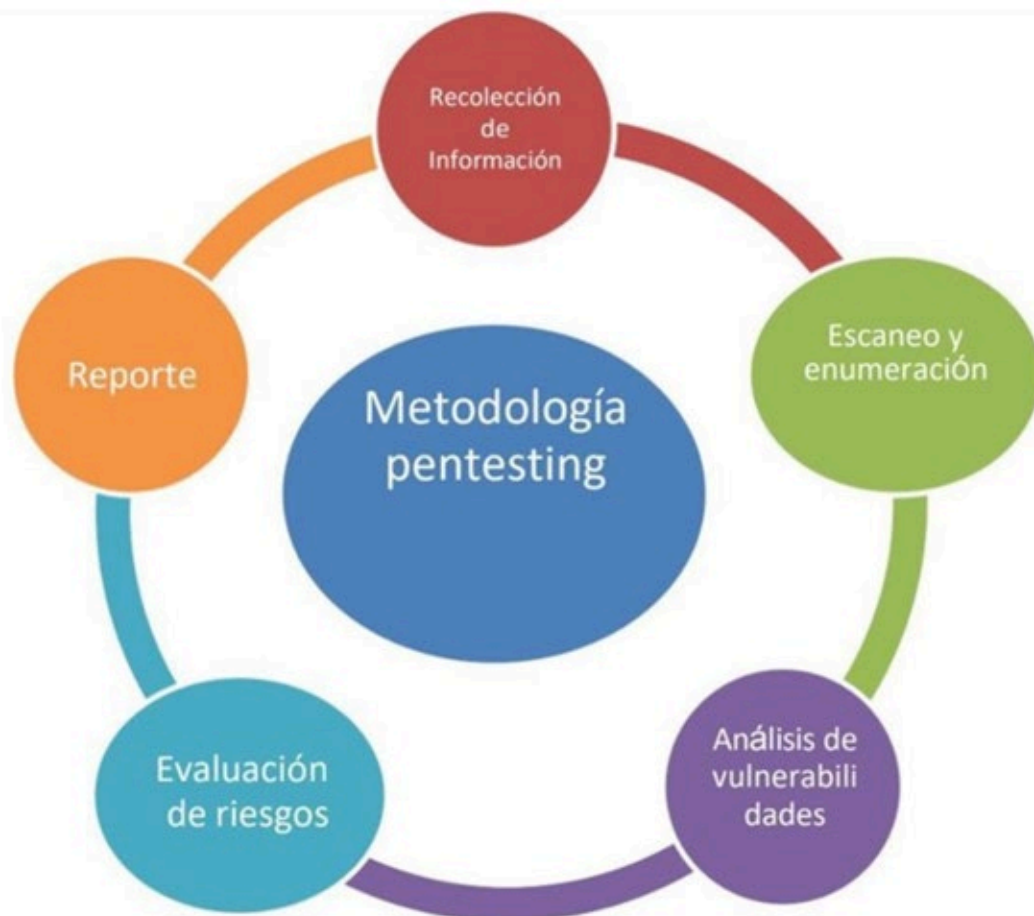 Recolección
de
Información
Escaneo y
enumeración
Análisis de
vulnerabili
dades
Evaluación
de riesgos
Reporte
Metodología
pentesting